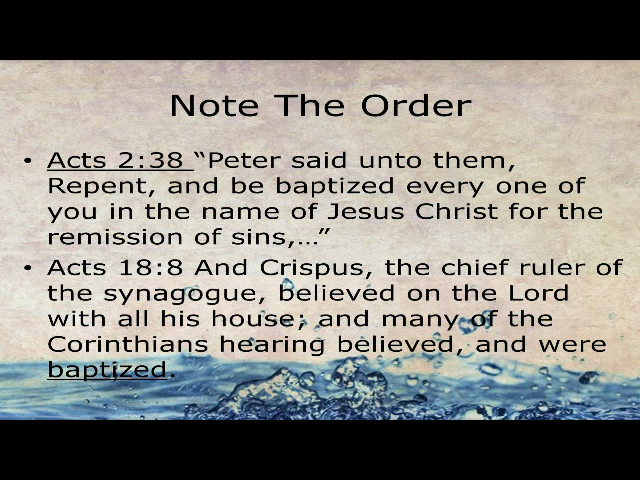 Note The Order
• Acts 2:38 “Peter said unto them,
Repent, and be baptized every one of
you in the name of Jesus Christ for the
remission of sins,…”
• Acts 18:8 And Crispus, the chief ruler of
the synagogue, believed on the Lord
with all his house; and many of the
Corinthians hearing believed, and were
baptized.